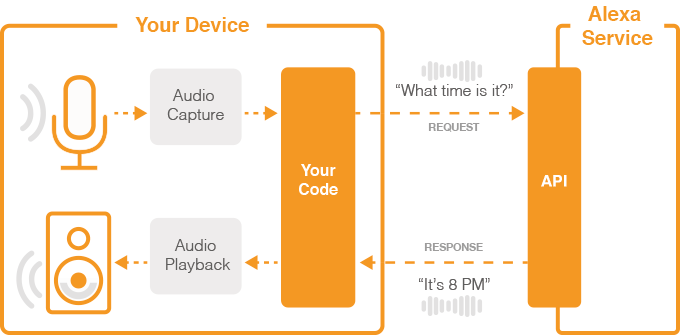 Your Device
Alexa
Service
Audio
Capture
“What time is it?”
REQUEST
Your
Code
API
Audio
Playback
RESPONSE
“It’s 8 PM”